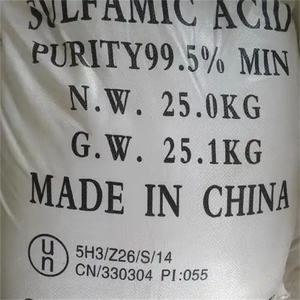 SULFAMIC ACID
PURITY99.5% MIN
N.W. 25.0KG
G.W. 25.1KG
MADE IN CHINA
un
5H3/Z26/S/14
CN/330304 PI:055